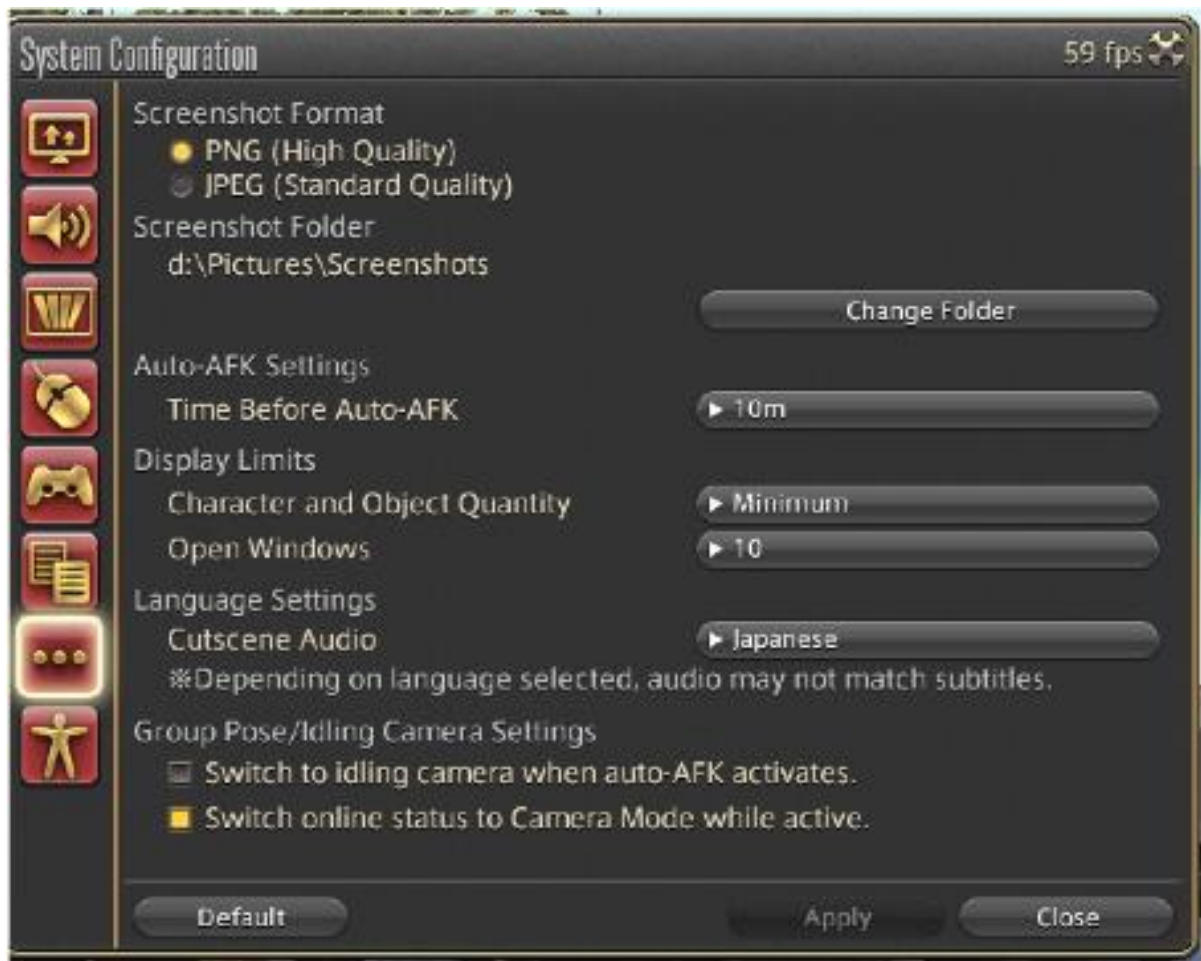 System Configuration
59 fps
Screenshot Format
PNG (High Quality)
JPEG (Standard Quality)
Screenshot Folder
d:\Pictures\Screenshots
Change Folder
Auto-AFK Settings
Time Before Auto-AFK
10m
Display Limits
Character and Object Quantity
Minimum
Open Windows
10
Language Settings
Cutscene Audio
Japanese
※Depending on language selected, audio may not match subtitles.
Group Pose/Idling Camera Settings
Switch to idling camera when auto-AFK activates.
Switch online status to Camera Mode while active.
Default
Apply
Close